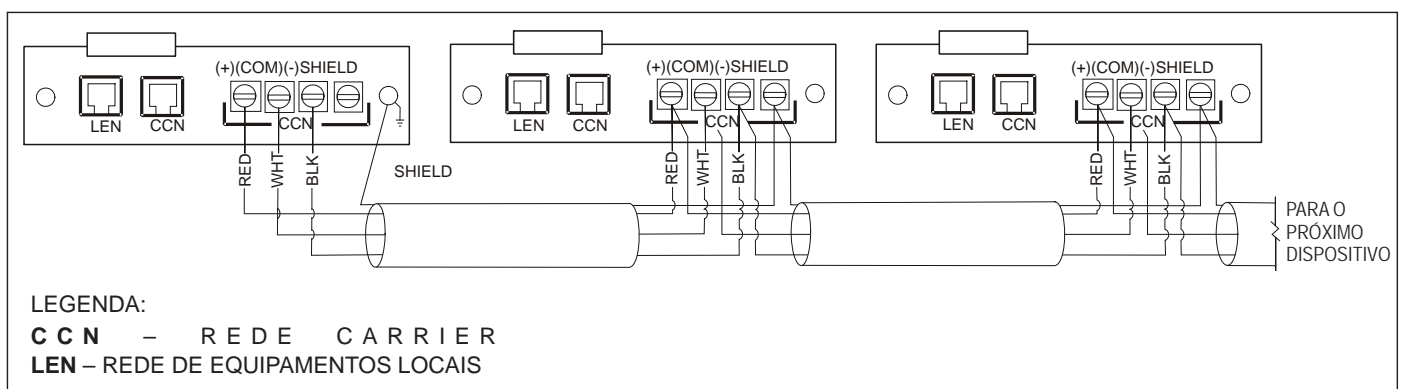 (+)(COM)(-)SHIELD
(+)(COM)(-)SHIELD
(+)(COM)(-)SHIELD
LEN CCN CCN
LEN CCN CCN
LEN CCN CCN
RED WHT BLK SHIELD
RED WHT BLK
RED WHT BLK
PARA O
PRÓXIMO
DISPOSITIVO
LEGENDA:
CCN – REDE CARRIER
LEN – REDE DE EQUIPAMENTOS LOCAIS